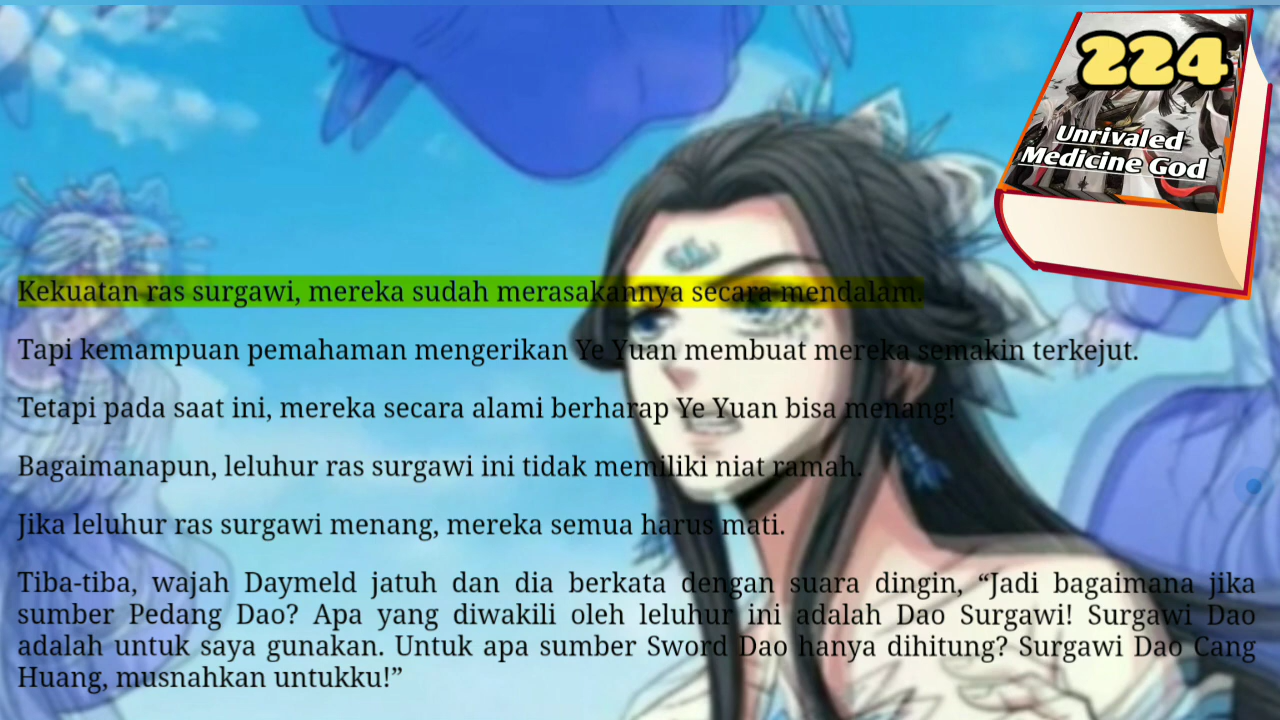 224
Unrivaled
Medicine God
Kekuatan ras surgawi, mereka sudah merasakannya secara mendalam.
Tapi kemampuan pemahaman mengerikan Ye Yuan membuat mereka semakin terkejut.
Tetapi pada saat ini, mereka secara alami berharap Ye Yuan bisa menang!
Bagaimanapun, leluhur ras surgawi ini tidak memiliki niat ramah.
Jika leluhur ras surgawi menang, mereka semua harus mati.
Tiba-tiba, wajah Daymeld jatuh dan dia berkata dengan suara dingin, “Jadi bagaimana jika
sumber Pedang Dao? Apa yang diwakili oleh leluhur ini adalah Dao Surgawi! Surgawi Dao
adalah untuk saya gunakan. Untuk apa sumber Sword Dao hanya dihitung? Surgawi Dao Cang
Huang, musnahkan untukku!”